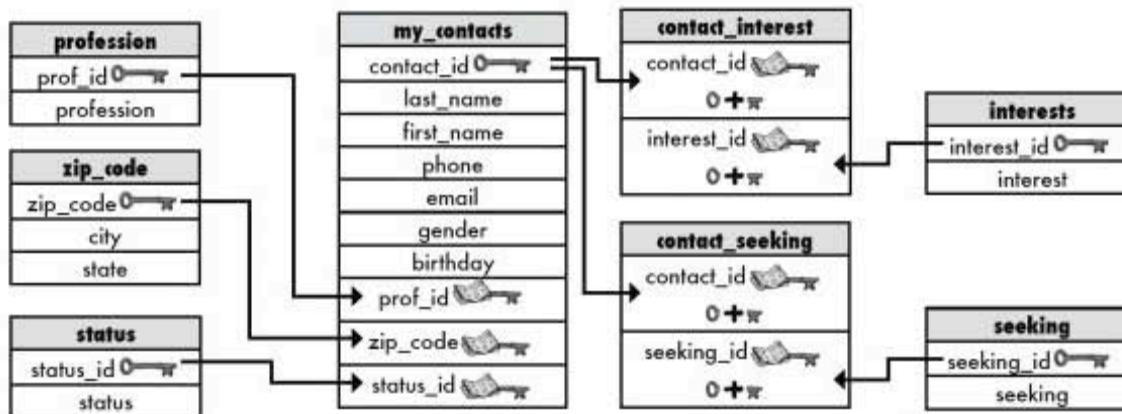 profession
prof_id
profession
zip_code
zip_code
city
state
status
status_id
status
my_contacts
contact_id
last_name
first_name
phone
email
gender
birthday
prof_id
zip_code
status_id
contact_interest
contact_id
interest_id
contact_seeking
contact_id
seeking_id
interests
interest_id
interest
seeking
seeking_id
seeking